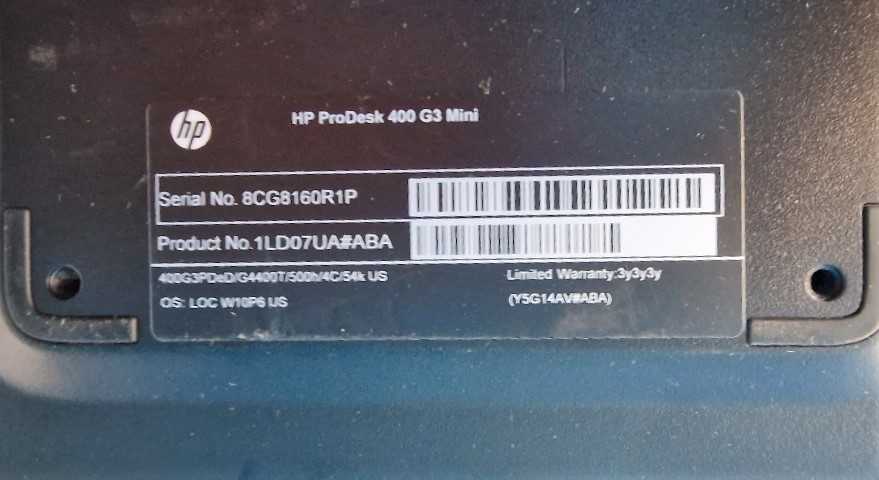 hp
HP ProDesk 400 G3 Mini
Serial No. 8CG8160R1P
Product No.1LD07UA#ABA
400G3PDeD/G4400T/500h/4C/54k US
Limited Warranty:3y3y3y
OS: LOC W10P6 US
(Y5G14AV#ABA)